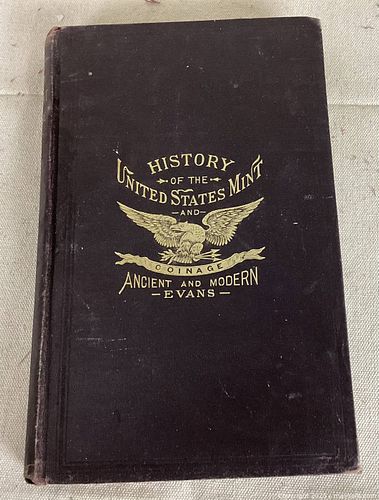 HISTORY
OF THE
UNITED STATES MINT
—AND—
COINAGE
ANCIENT AND MODERN
—EVANS—